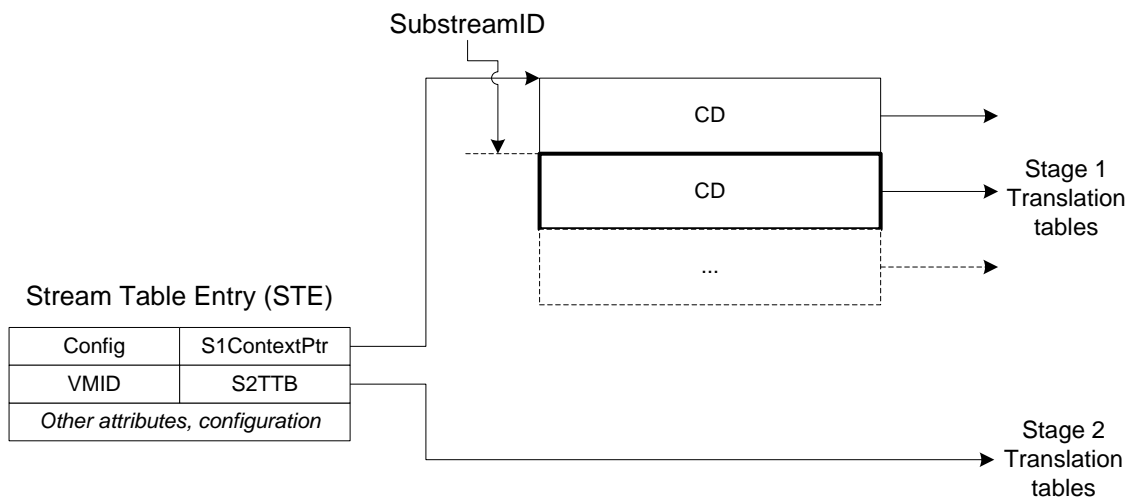 SubstreamID
CD
CD
...
Stage 1
Translation
tables
Stream Table Entry (STE)
Config S1ContextPtr
VMID S2TTB
Other attributes, configuration
Stage 2
Translation
tables